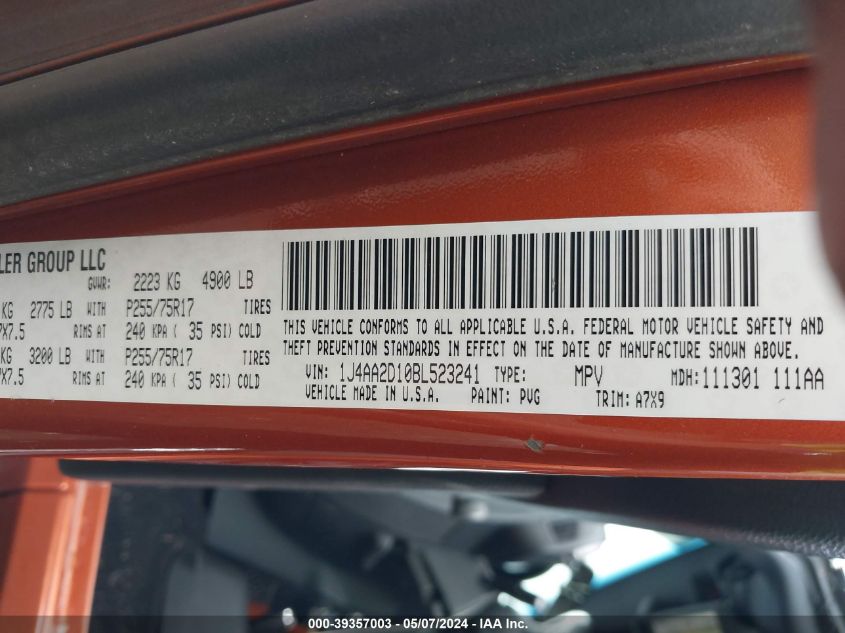 LER GROUP LLC
GVWR: 2223 KG 4900 LB
KG 2775 LB WITH P255/75R17 TIRES
7X7.5 RIMS AT 240 KPA ( 35 PSI) COLD
KG 3200 LB WITH P255/75R17 TIRES
7X7.5 RIMS AT 240 KPA ( 35 PSI) COLD
THIS VEHICLE CONFORMS TO ALL APPLICABLE U.S.A. FEDERAL MOTOR VEHICLE SAFETY AND
THEFT PREVENTION STANDARDS IN EFFECT ON THE DATE OF MANUFACTURE SHOWN ABOVE.
VIN: 1J4AA2D10BL523241 TYPE: MPV MDH:111301 111AA
VEHICLE MADE IN U.S.A. PAINT: PVG TRIM: A7X9
000-39357003 - 05/07/2024 - IAA Inc.